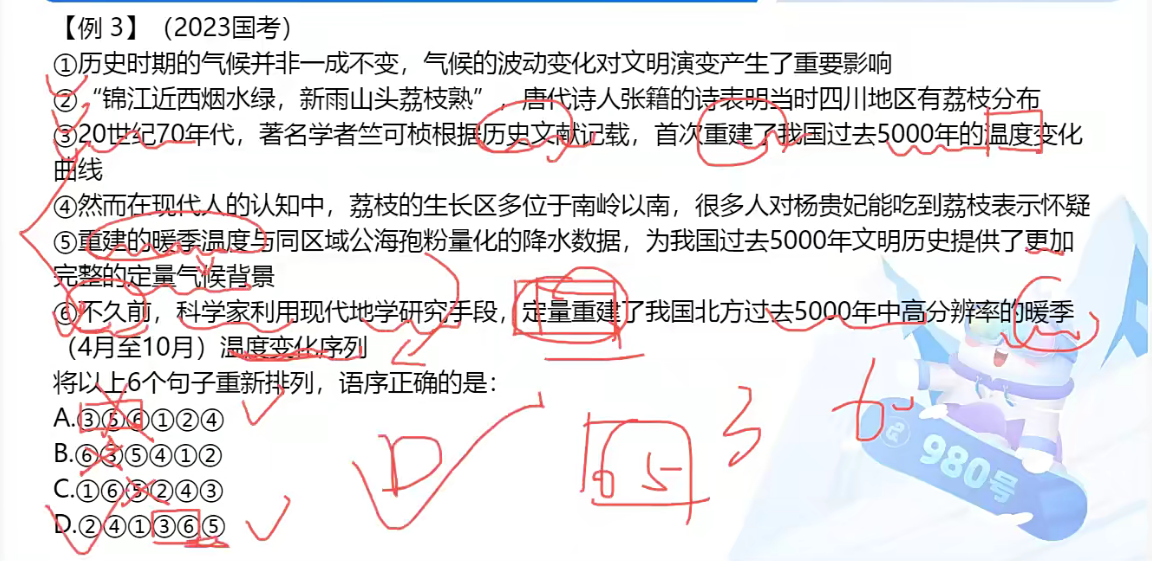 【例 3】（2023国考）
①历史时期的气候并非一成不变，气候的波动变化对文明演变产生了重要影响
②“锦江近西烟水绿，新雨山头荔枝熟”，唐代诗人张籍的诗表明当时四川地区有荔枝分布
③20世纪70年代，著名学者竺可桢根据历史文献记载，首次重建了我国过去5000年的温度变化
曲线
④然而在现代人的认知中，荔枝的生长区多位于南岭以南，很多人对杨贵妃能吃到荔枝表示怀疑
⑤重建的暖季温度与同区域公海孢粉量化的降水数据，为我国过去5000年文明历史提供了更加
完整的定量气候背景
⑥不久前，科学家利用现代地学研究手段，定量重建了我国北方过去5000年中高分辨率的暖季
（4月至10月）温度变化序列
将以上6个句子重新排列，语序正确的是：
A.③⑤⑥①②④
B.⑥③⑤④①②
C.①⑥⑤②④③
D.②④①③⑥⑤
D
6 5
3
6
980号